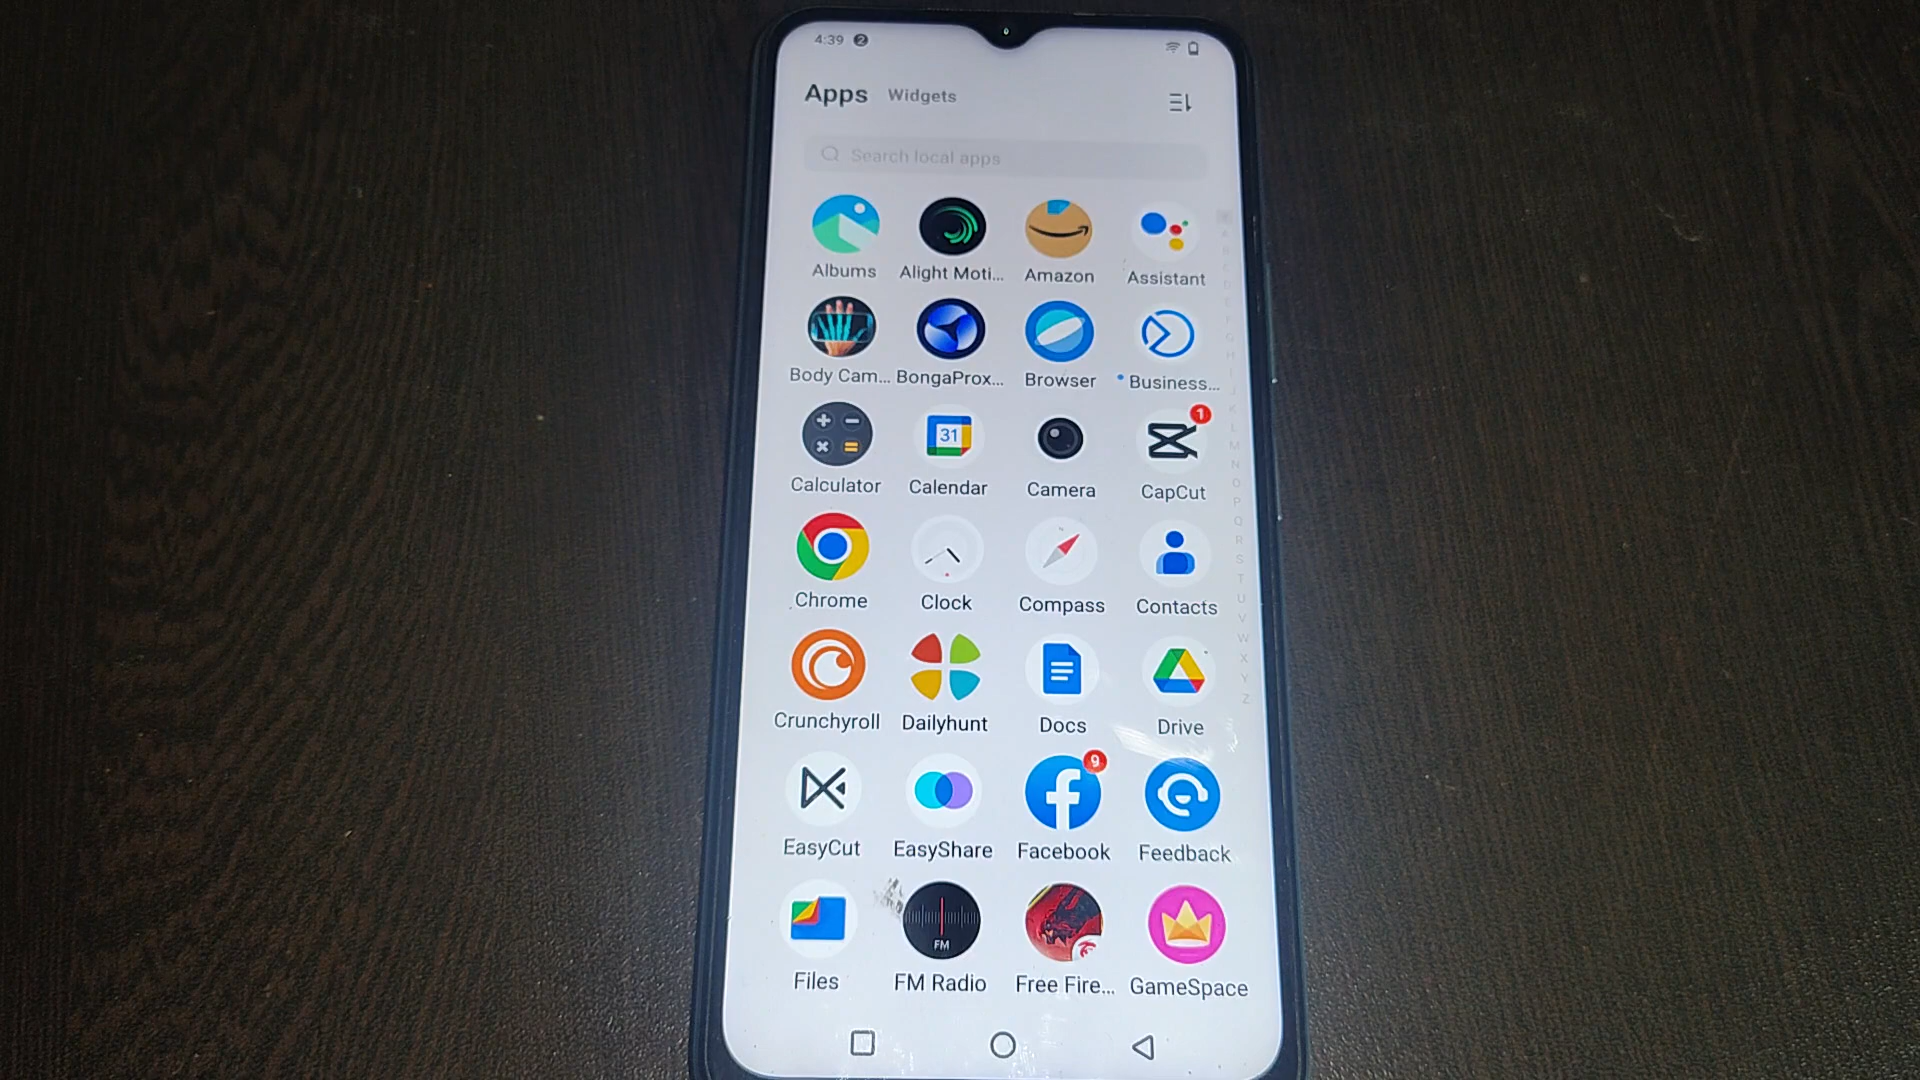 4:39 2
Apps Widgets
Search local apps
Albums Alight Moti... Amazon Assistant
Body Cam... BongaProx... Browser Business...
31 1
Calculator Calendar Camera CapCut
Chrome Clock Compass Contacts
Crunchyroll Dailyhunt Docs Drive
9
EasyCut EasyShare Facebook Feedback
FM
Files FM Radio Free Fire... GameSpace
H
J
K
L
M
N
O
P
Q
R
S
T
U
V
W
X
Y
Z